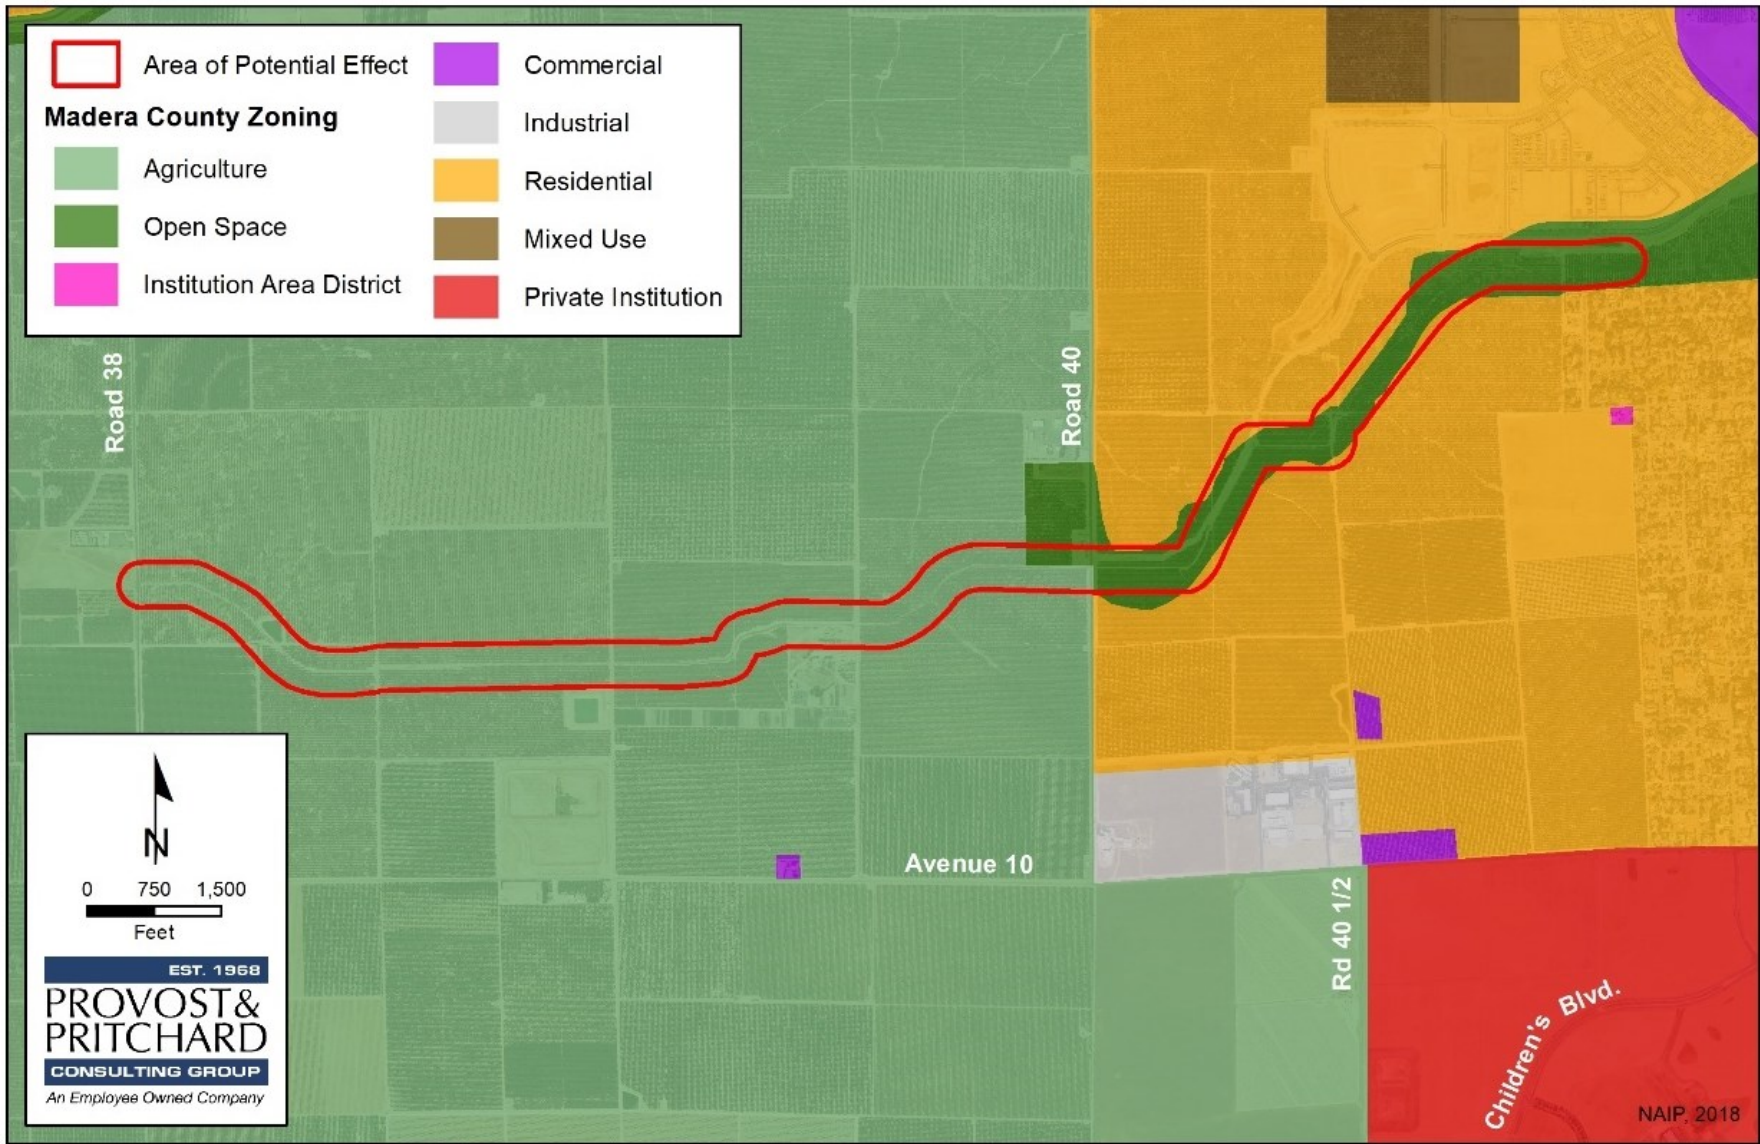 Area of Potential Effect
Madera County Zoning
Agriculture
Open Space
Institution Area District
Commercial
Industrial
Residential
Mixed Use
Private Institution
Road 38
Road 40
Avenue 10
Rd 40 1/2
Children's Blvd.
N
0 750 1,500
Feet
EST. 1968
PROVOST&
PRITCHARD
CONSULTING GROUP
An Employee Owned Company
NAIP, 2018